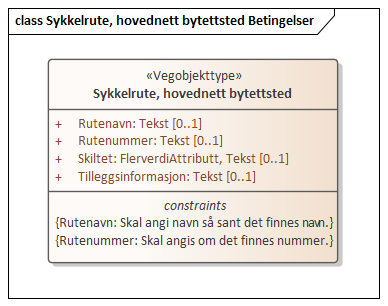 class Sykkelrute, hovednett bytettsted Betingelser
«Vegobjekttype»
Sykkelrute, hovednett bytettsted
+ Rutenavn: Tekst [0..1]
+ Rutenummer: Tekst [0..1]
+ Skiltet: FlerverdiAttributt, Tekst [0..1]
+ Tilleggsinformasjon: Tekst [0..1]
constraints
{Rutenavn: Skal angi navn så sant det finnes navn.}
{Rutenummer: Skal angis om det finnes nummer.}